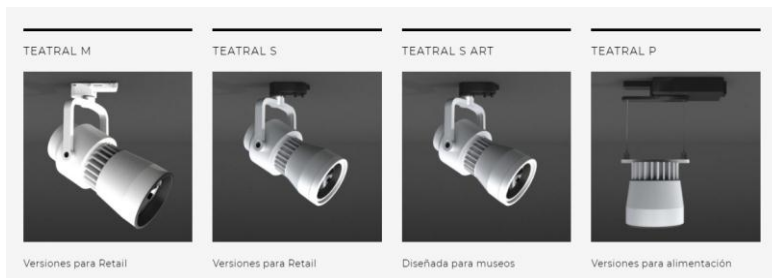 TEATRAL M
TEATRAL S
TEATRAL S ART
TEATRAL P
Versiones para Retail
Versiones para Retail
Diseñada para museos
Versiones para alimentación